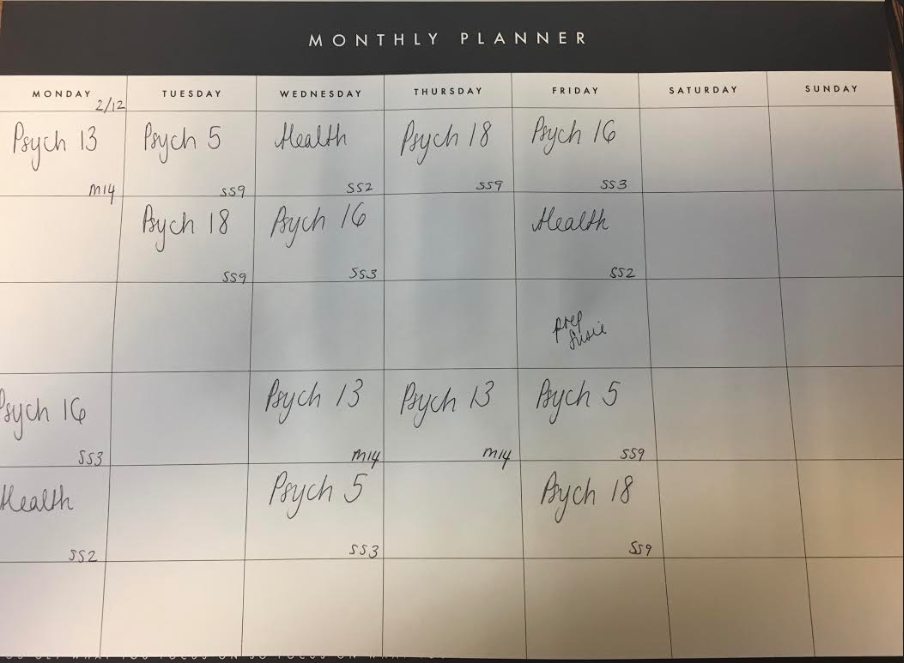 MONTHLY PLANNER
MONDAY TUESDAY WEDNESDAY THURSDAY FRIDAY SATURDAY SUNDAY
2/12
Psych 13 Psych 5 Health Psych 18 Psych 16
M14 SS9 SS2 SS9 SS3
Psych 18 Psych 16 Health
SS9 SS3 SS2
prep
Psych 16 Psych 13 Psych 13 Psych 5
SS3 M14 M14 SS9
Health Psych 5 Psych 18
SS2 SS3 SS9